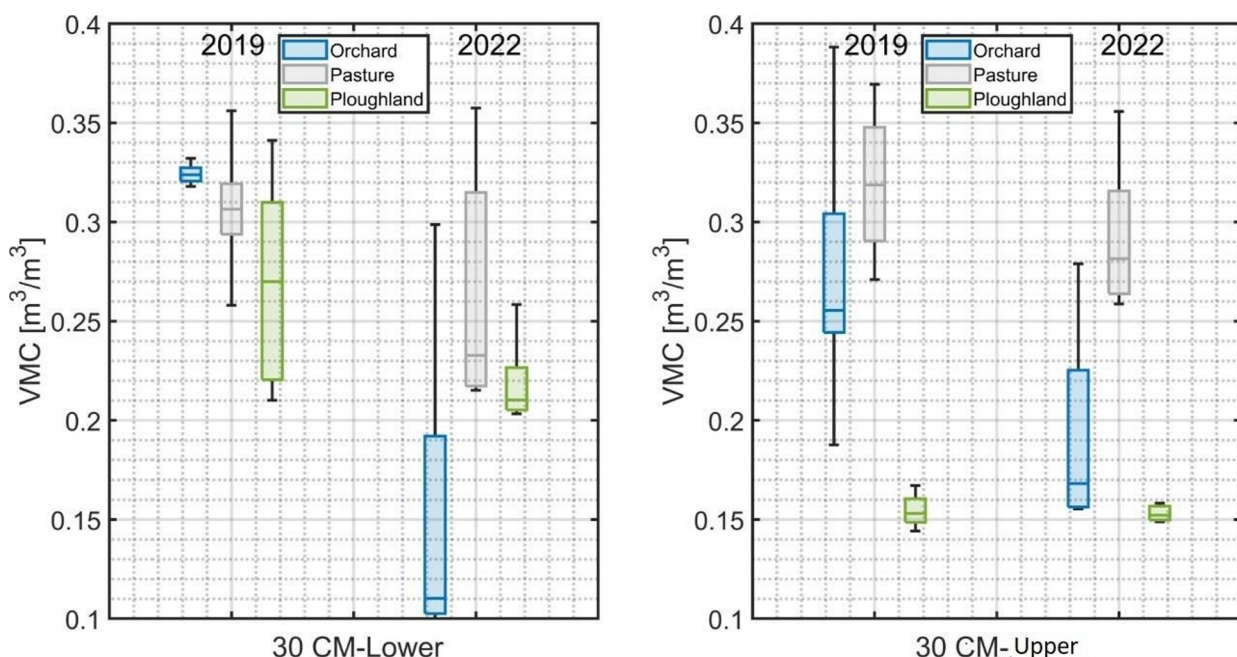 0.4
0.35
0.3
0.25
0.2
0.15
0.1
VMC [m³/m³]
2019
2022
Orchard
Pasture
Ploughland
30 CM-Lower
0.4
0.35
0.3
0.25
0.2
0.15
0.1
VMC [m³/m³]
2019
2022
Orchard
Pasture
Ploughland
30 CM-Upper